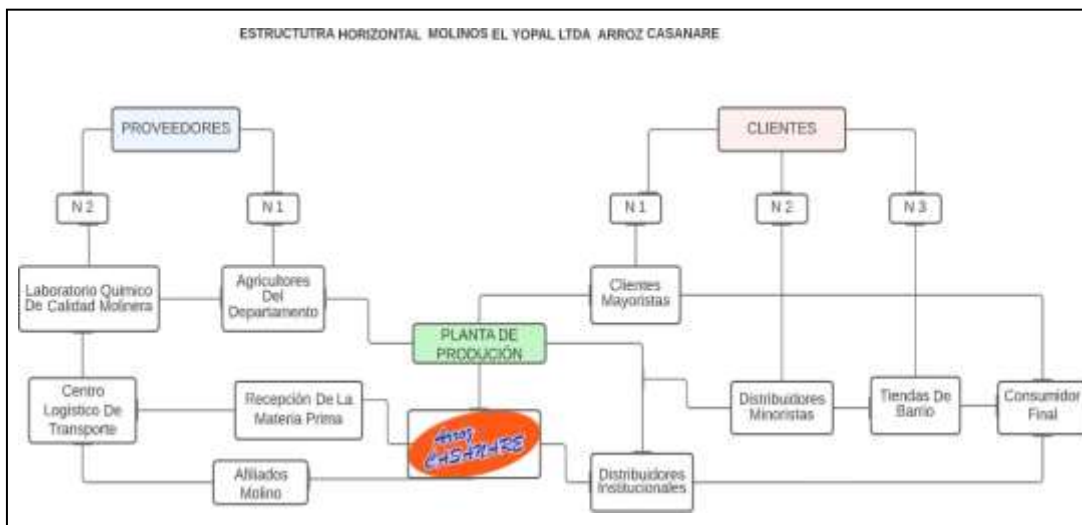 ESTRUCTUTRA HORIZONTAL MOLINOS EL YOPAL LTDA ARROZ CASANARE
PROVEEDORES
CLIENTES
N 2
N 1
N 1
N 2
N 3
Laboratorio Quimico
De Calidad Molinera
Agricultores
Del
Departamento
Clientes
Mayoristas
PLANTA DE
PRODUCIÓN
Centro
Logístico De
Transporte
Recepción De La
Materia Prima
Distribuidores
Minoristas
Tiendas De
Barrio
Consumidor
Final
Arroz
CASANARE
Afiliados
Molino
Distribuidores
Institucionales